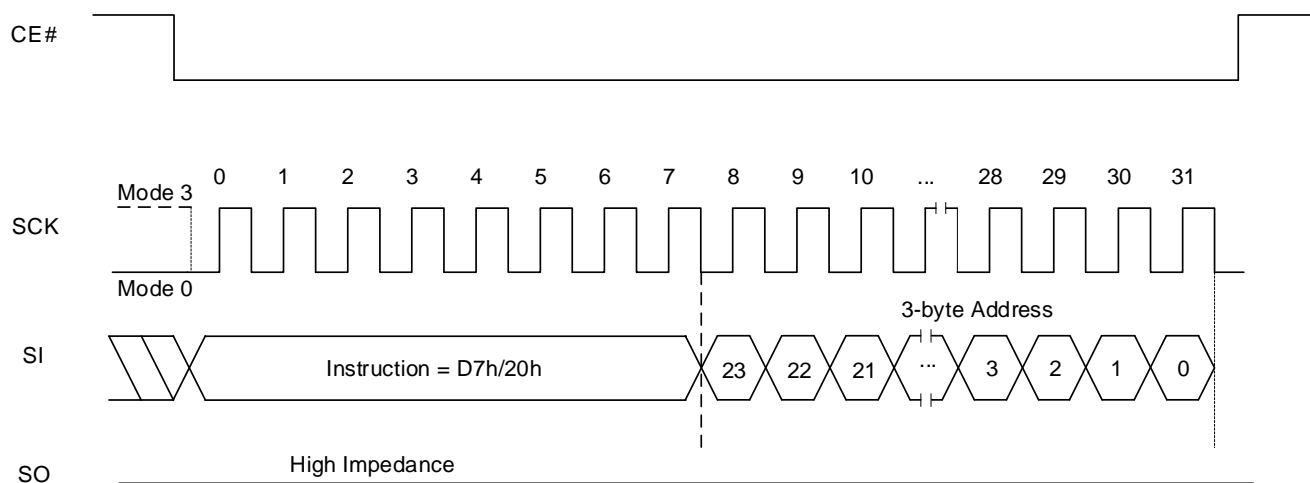 CE#
0 1 2 3 4 5 6 7 8 9 10 ... 28 29 30 31
Mode 3
SCK
Mode 0
3-byte Address
SI
Instruction = D7h/20h
23 22 21 ... 3 2 1 0
High Impedance
SO